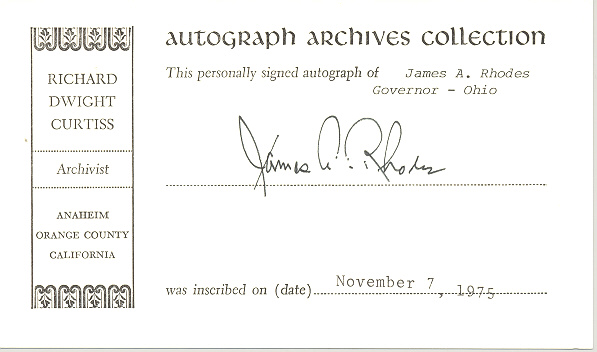 autograph archives collection
RICHARD
DWIGHT
CURTISS
Archivist
ANAHEIM
ORANGE COUNTY
CALIFORNIA
This personally signed autograph of James A. Rhodes
Governor - Ohio
James A. Rhodes
was inscribed on (date) November 7, 1975